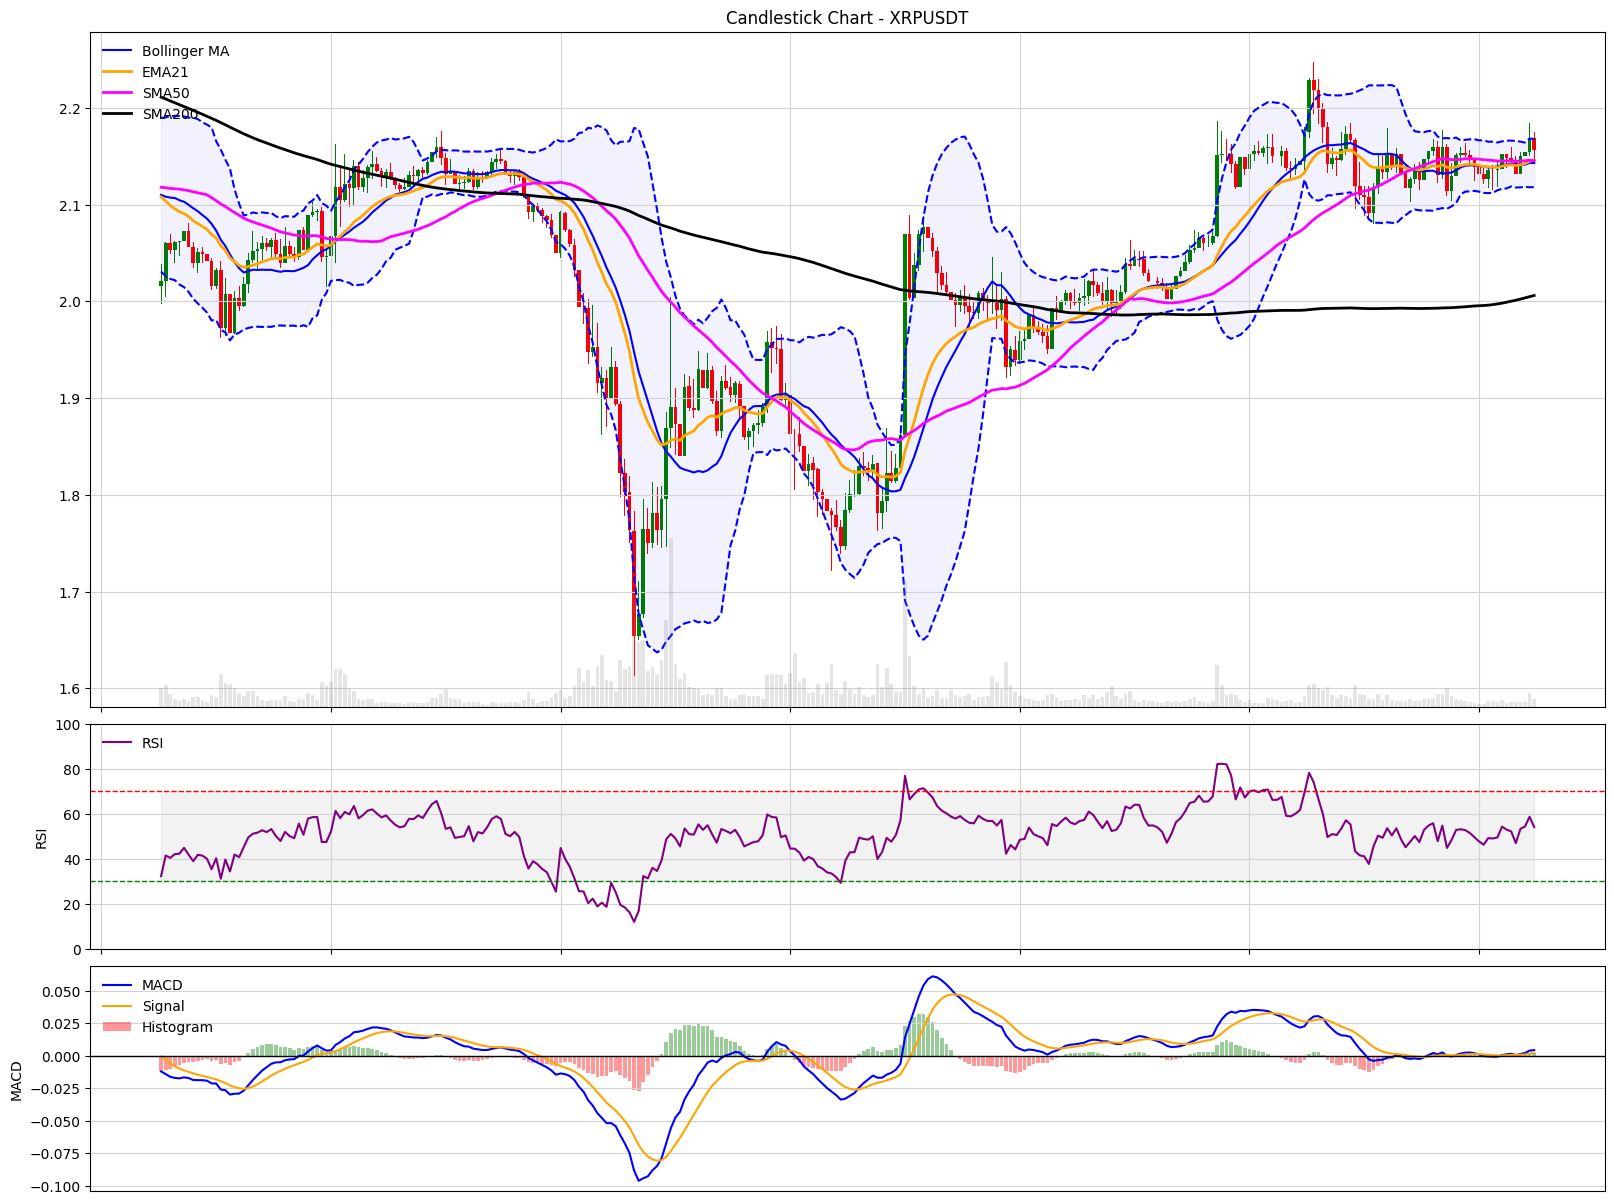 Candlestick Chart - XRPUSDT
Bollinger MA
EMA21
SMA50
SMA200
2.2
2.1
2.0
1.9
1.8
1.7
1.6
100
80
60
40
20
0
RSI
RSI
0.050
0.025
0.000
−0.025
−0.050
−0.075
−0.100
MACD
MACD
Signal
Histogram